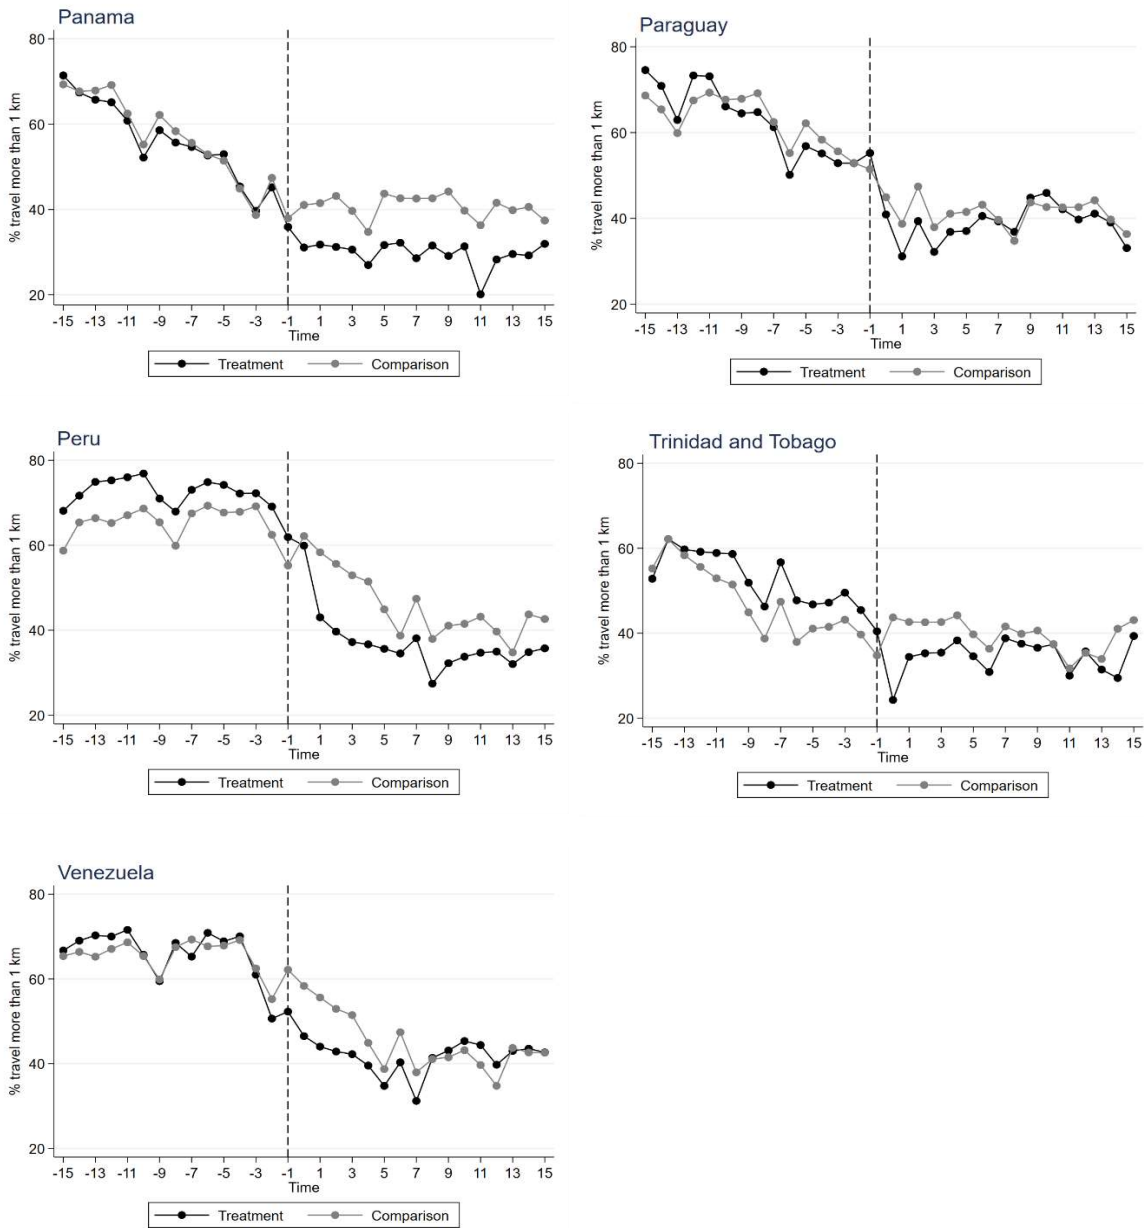 Panama
% travel more than 1 km
80
60
40
20
-15 -13 -11 -9 -7 -5 -3 -1 1 3 5 7 9 11 13 15
Time
Treatment Comparison
Paraguay
% travel more than 1 km
80
60
40
20
-15 -13 -11 -9 -7 -5 -3 -1 1 3 5 7 9 11 13 15
Time
Treatment Comparison
Peru
% travel more than 1 km
80
60
40
20
-15 -13 -11 -9 -7 -5 -3 -1 1 3 5 7 9 11 13 15
Time
Treatment Comparison
Trinidad and Tobago
% travel more than 1 km
80
60
40
20
-15 -13 -11 -9 -7 -5 -3 -1 1 3 5 7 9 11 13 15
Time
Treatment Comparison
Venezuela
% travel more than 1 km
80
60
40
20
-15 -13 -11 -9 -7 -5 -3 -1 1 3 5 7 9 11 13 15
Time
Treatment Comparison